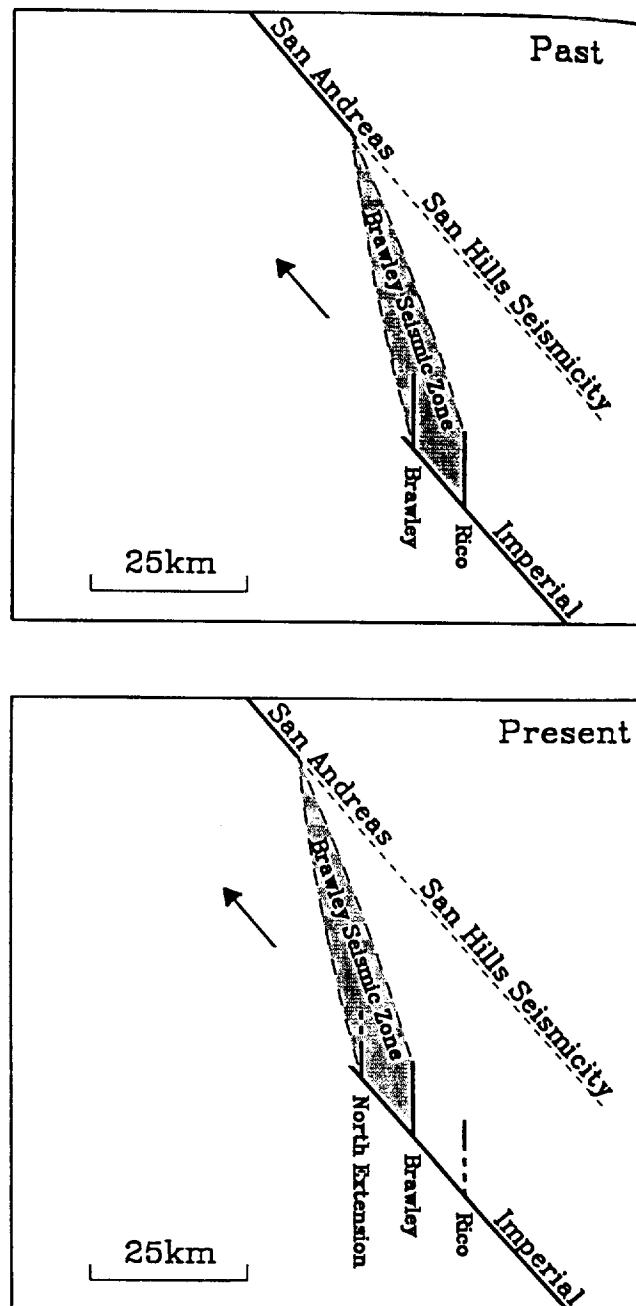 Past
San Andreas
San Hills Seismicity
Brawley Seismic Zone
Brawley
Rico
Imperial
25km
Present
San Andreas
San Hills Seismicity
Brawley Seismic Zone
North Extension
Brawley
Rico
Imperial
25km